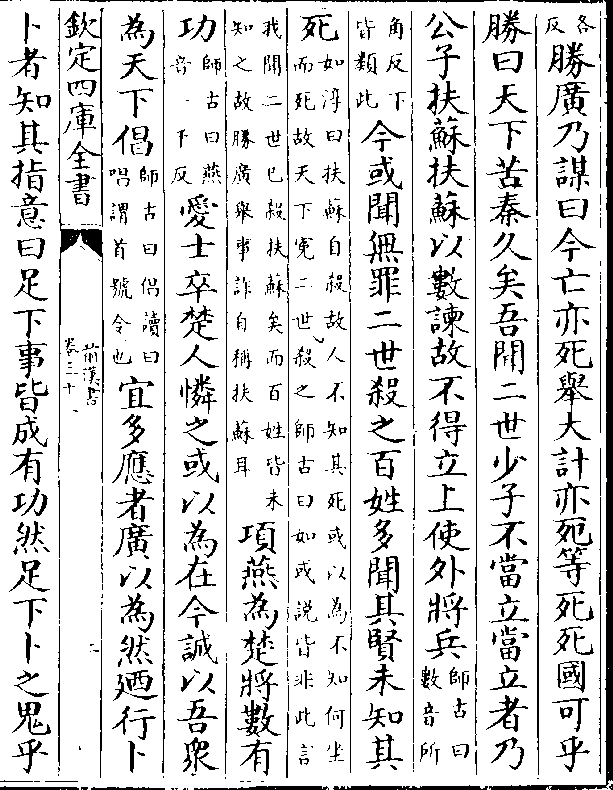 各反勝廣乃謀曰今亡亦死舉大計亦死等死死國可乎
勝曰天下苦秦久矣吾聞二世少子不當立當立者乃
公子扶蘇扶蘇以數諫故不得立上使外將兵師古曰數音所
角反下皆類此今或聞無罪二世殺之百姓多聞其賢未知其
死如淳曰扶蘇自殺故人不知其死或以為不知何坐而死故天下寃二世殺之師古曰如或説皆非此言
我聞二世已殺扶蘇矣而百姓皆未知之故勝廣舉事詐自稱扶蘇耳項燕為楚將數有
功師古曰燕音一下反愛士卒楚人憐之或以為在今誠以吾衆
為天下倡師古曰倡讀曰唱謂首號令也宜多應者廣以為然廼行卜
欽定四庫全書 前漢書 卷三十
卜者知其指意曰足下事皆成有功然足下卜之鬼乎